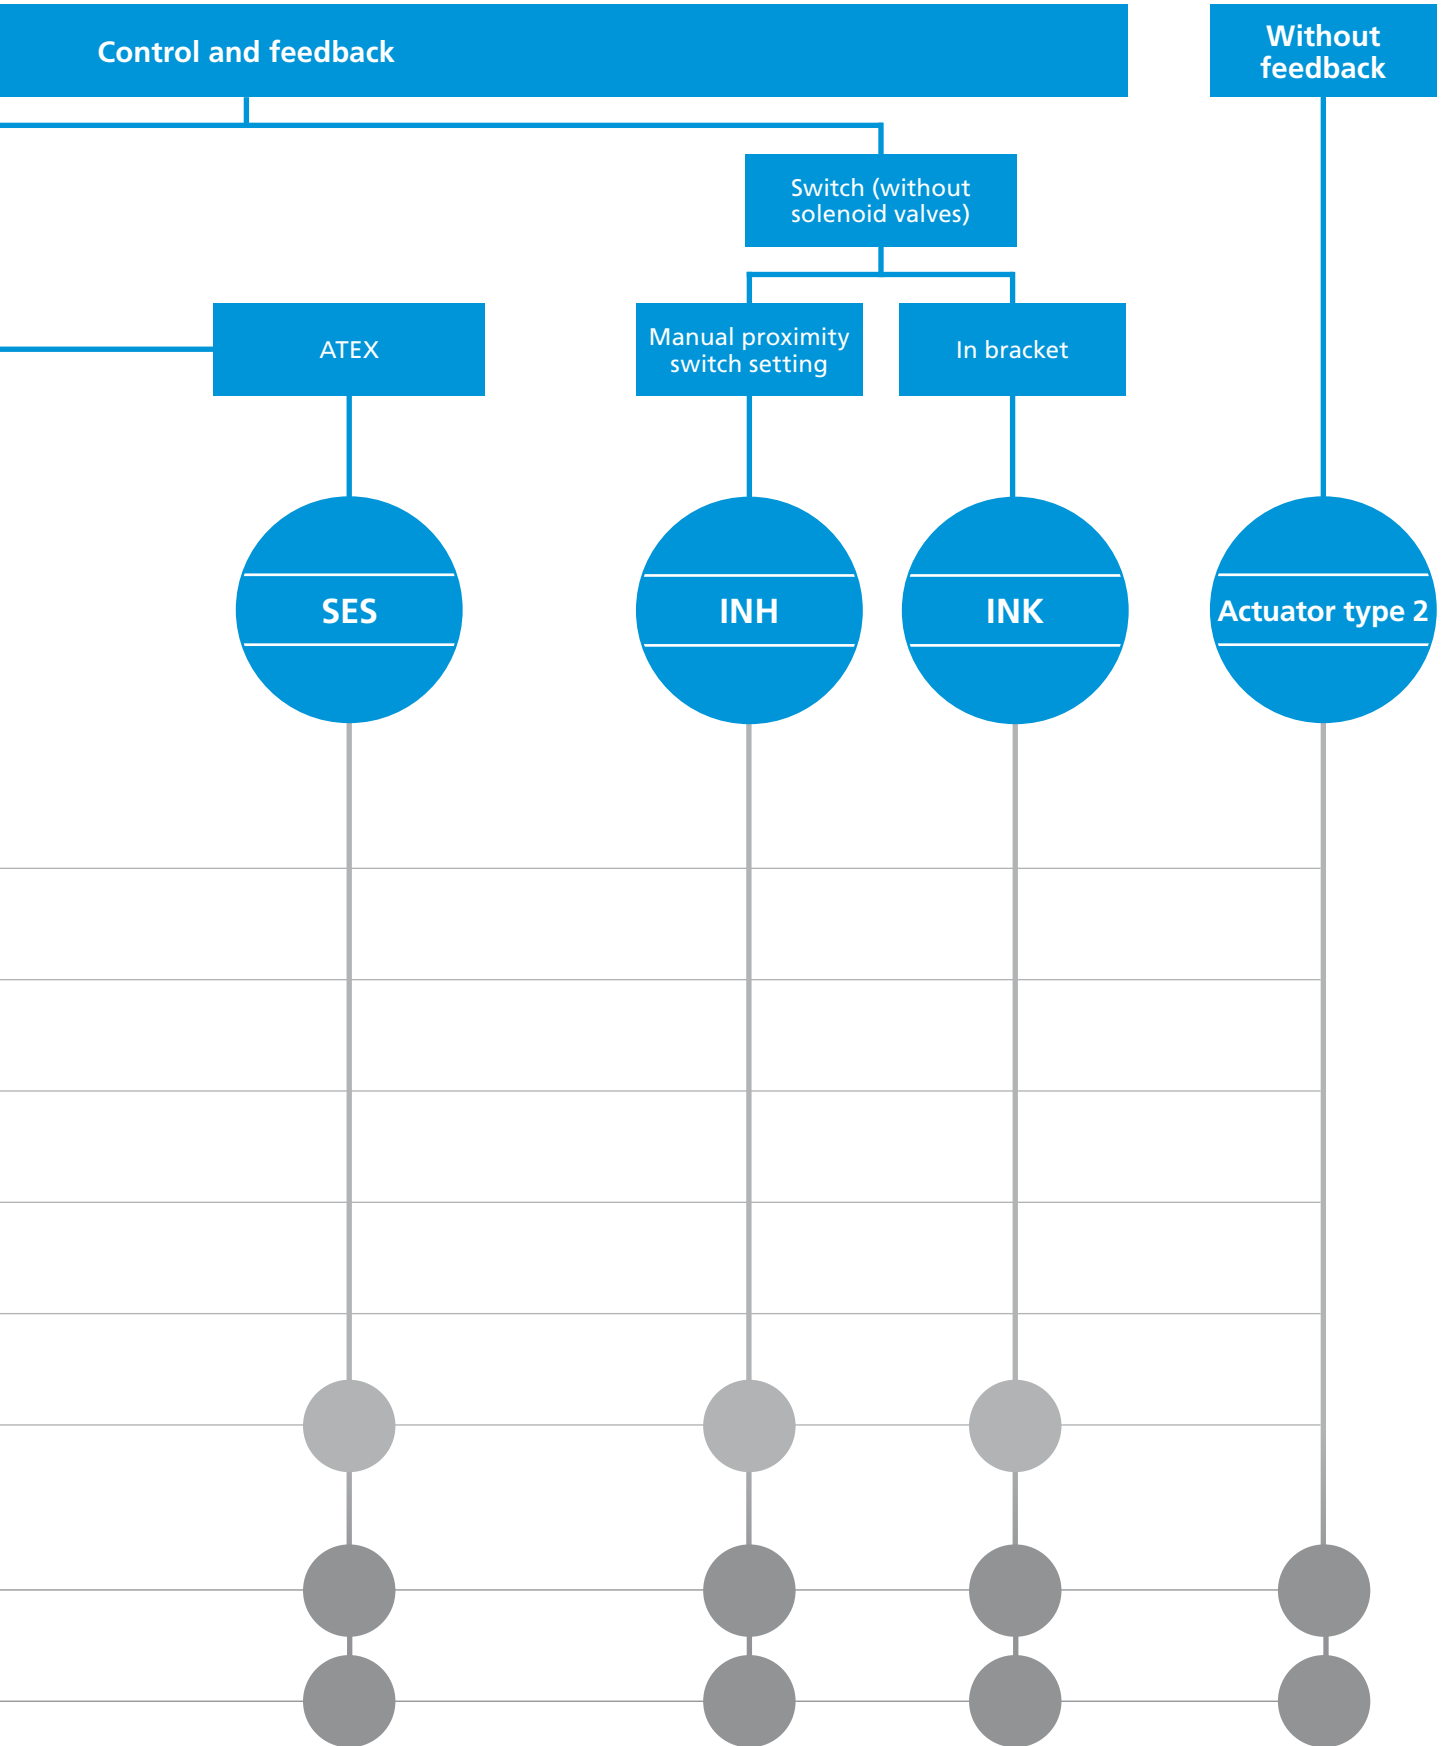 Control and feedback
Without
feedback
Switch (without
solenoid valves)
ATEX
Manual proximity
switch setting
In bracket
SES
INH
INK
Actuator type 2